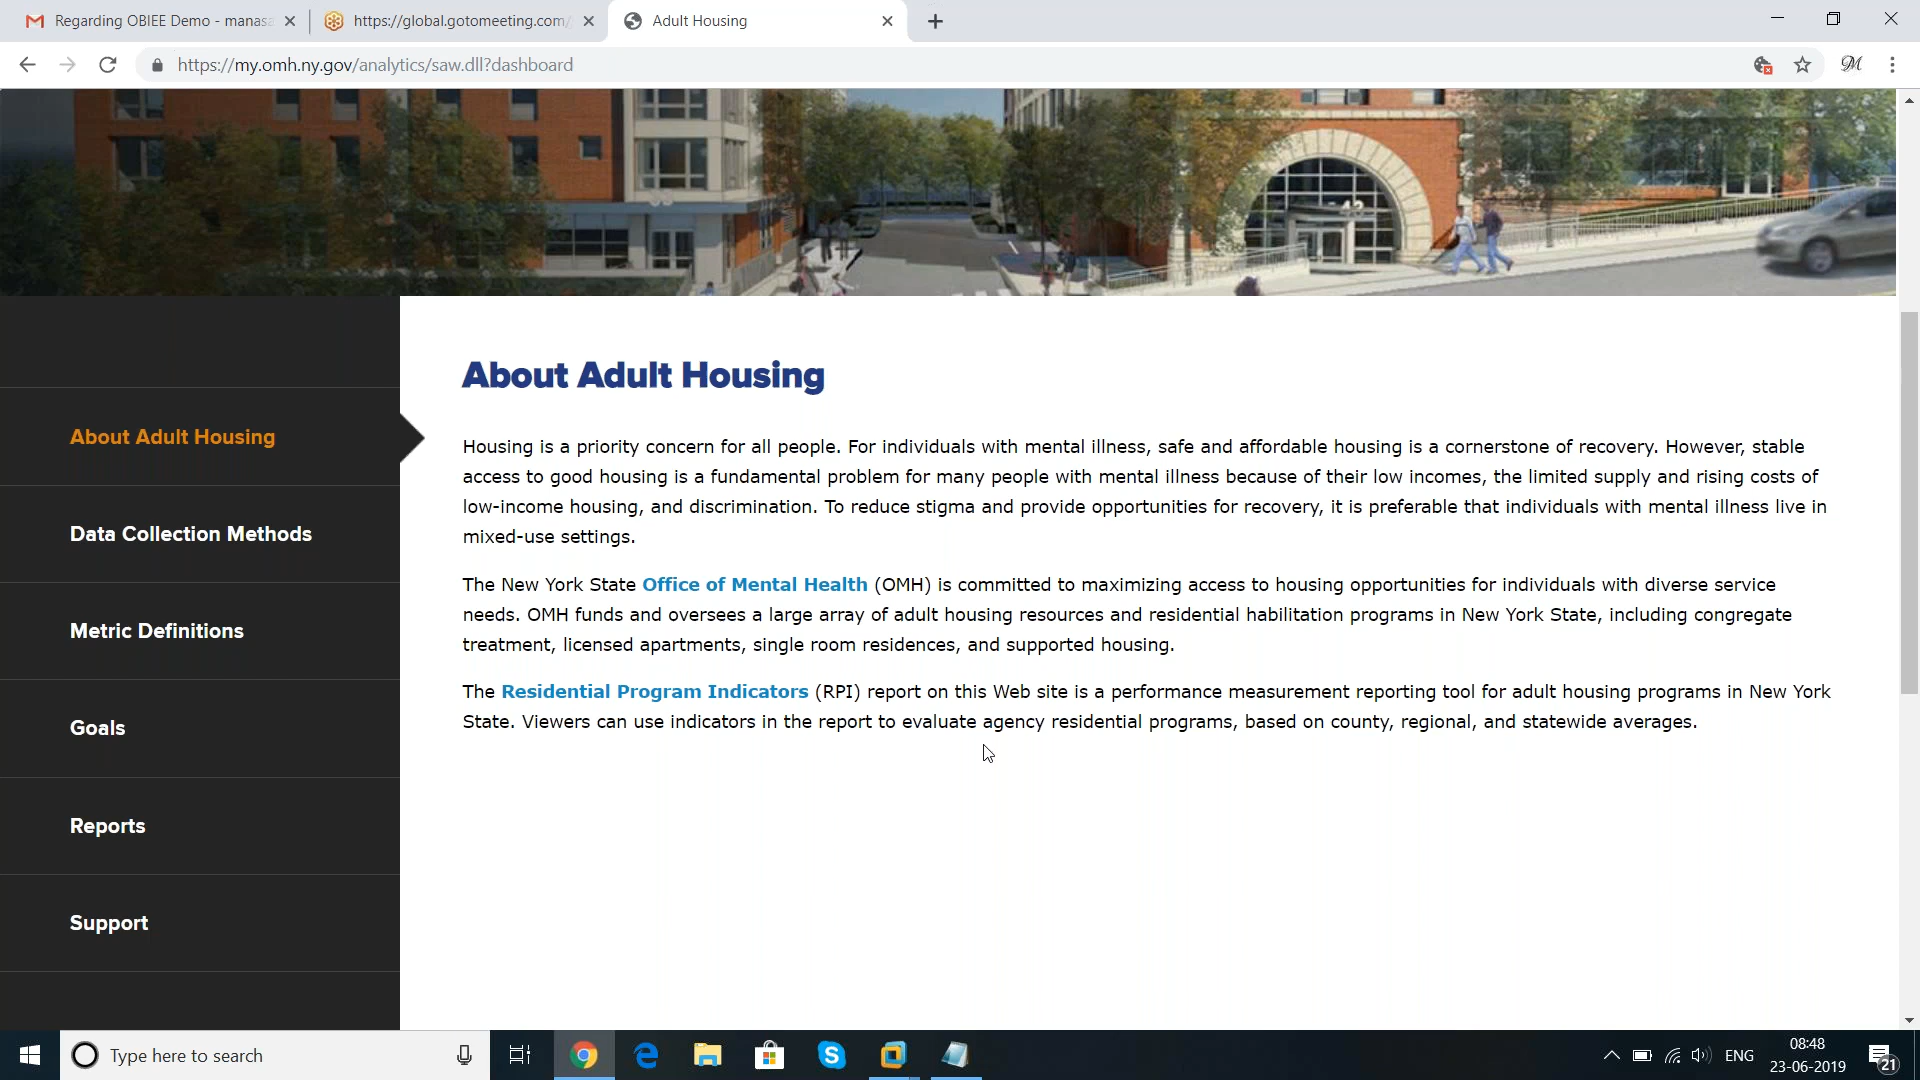 Regarding OBIEE Demo - manasa
https://global.gotomeeting.com/
Adult Housing
https://my.omh.ny.gov/analytics/saw.dll?dashboard
42
About Adult Housing
Housing is a priority concern for all people. For individuals with mental illness, safe and affordable housing is a cornerstone of recovery. However, stable
access to good housing is a fundamental problem for many people with mental illness because of their low incomes, the limited supply and rising costs of
low-income housing, and discrimination. To reduce stigma and provide opportunities for recovery, it is preferable that individuals with mental illness live in
mixed-use settings.
The New York State Office of Mental Health (OMH) is committed to maximizing access to housing opportunities for individuals with diverse service
needs. OMH funds and oversees a large array of adult housing resources and residential habilitation programs in New York State, including congregate
treatment, licensed apartments, single room residences, and supported housing.
The Residential Program Indicators (RPI) report on this Web site is a performance measurement reporting tool for adult housing programs in New York
State. Viewers can use indicators in the report to evaluate agency residential programs, based on county, regional, and statewide averages.
About Adult Housing
Data Collection Methods
Metric Definitions
Goals
Reports
Support
Type here to search
ENG
08:48
23-06-2019
21